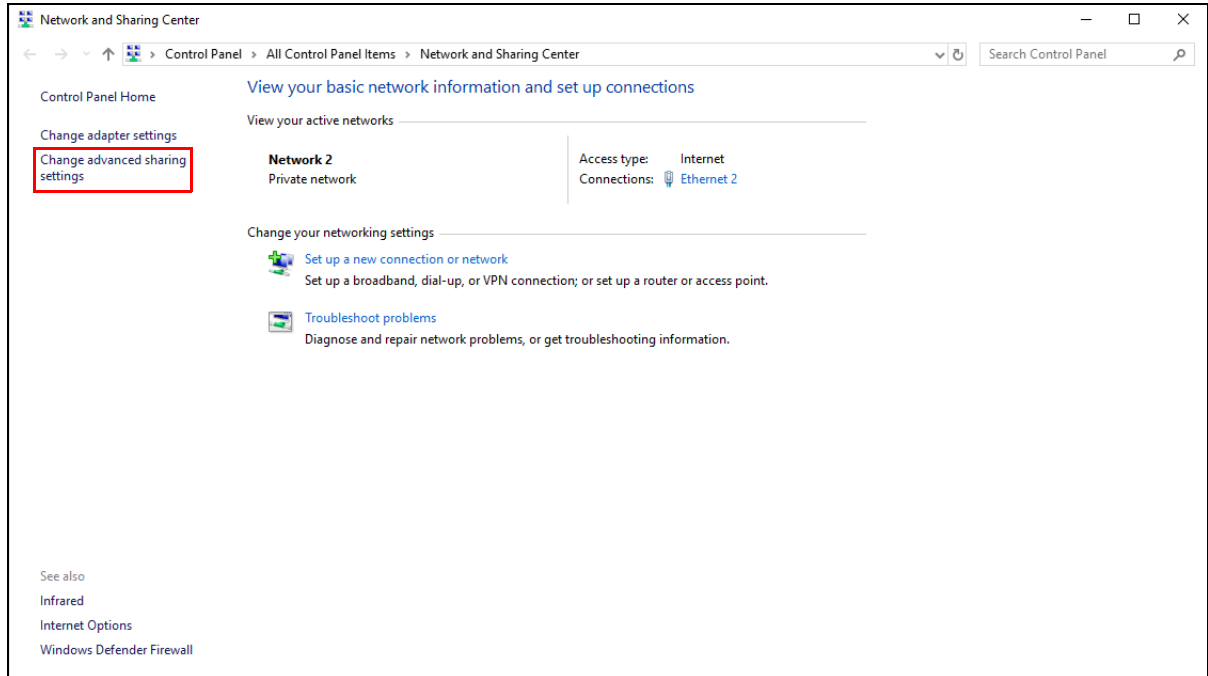 Network and Sharing Center
Control Panel > All Control Panel Items > Network and Sharing Center
Search Control Panel
Control Panel Home
Change adapter settings
Change advanced sharing
settings
View your basic network information and set up connections
View your active networks
Network 2
Private network
Access type: Internet
Connections: Ethernet 2
Change your networking settings
Set up a new connection or network
Set up a broadband, dial-up, or VPN connection; or set up a router or access point.
Troubleshoot problems
Diagnose and repair network problems, or get troubleshooting information.
See also
Infrared
Internet Options
Windows Defender Firewall